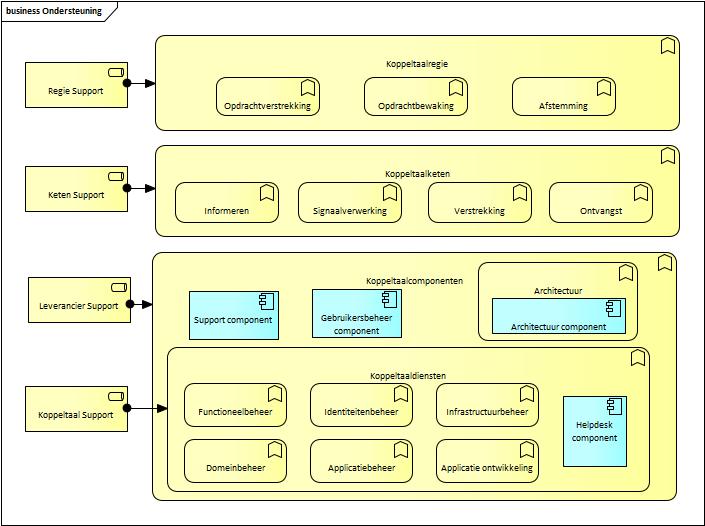 business Ondersteuning
Koppeltaalregie
Regie Support
Opdrachtverstrekking
Opdrachtbewaking
Afstemming
Koppeltaalketen
Keten Support
Informeren
Signaalverwerking
Verstrekking
Ontvangst
Koppeltaalcomponenten
Architectuur
Leverancier Support
Support component
Gebruikersbeheer
component
Architectuur component
Koppeltaaldiensten
Koppeltaal Support
Functioneelbeheer
Identiteitenbeheer
Infrastructuurbeheer
Helpdesk
component
Domeinbeheer
Applicatiebeheer
Applicatie ontwikkeling